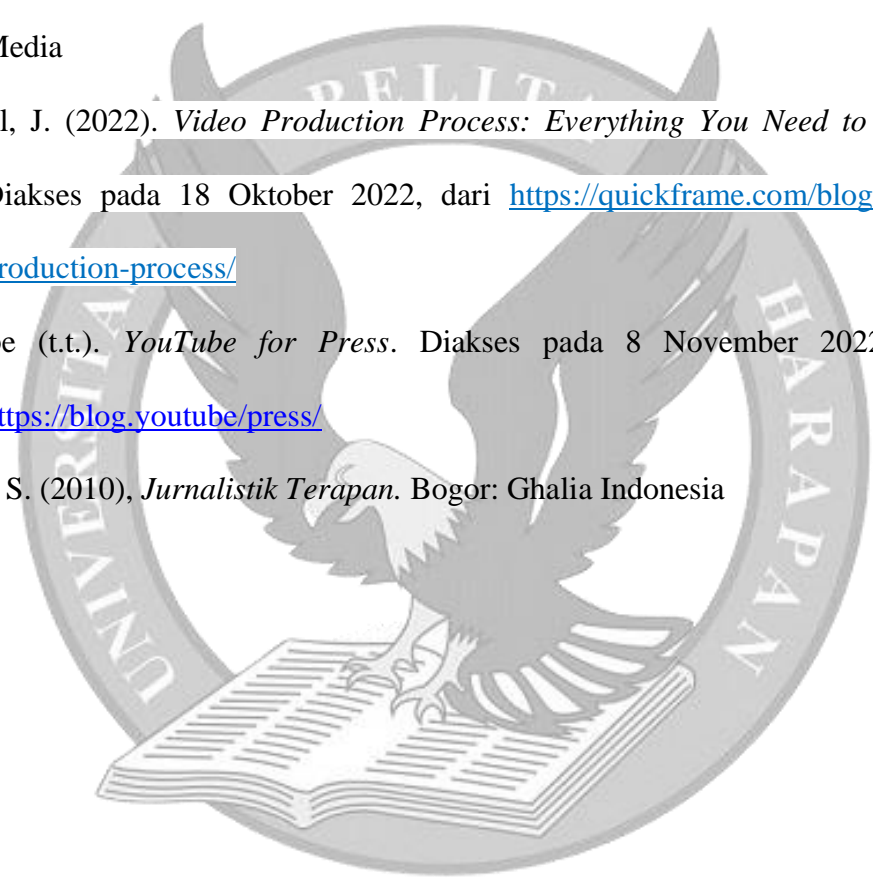 Media
l, J. (2022). Video Production Process: Everything You Need to
Diakses pada 18 Oktober 2022, dari https://quickframe.com/blog
roduction-process/
be (t.t.). YouTube for Press. Diakses pada 8 November 2022
ttps://blog.youtube/press/
S. (2010), Jurnalistik Terapan. Bogor: Ghalia Indonesia
UNIVERSITAS PELITA HARAPAN